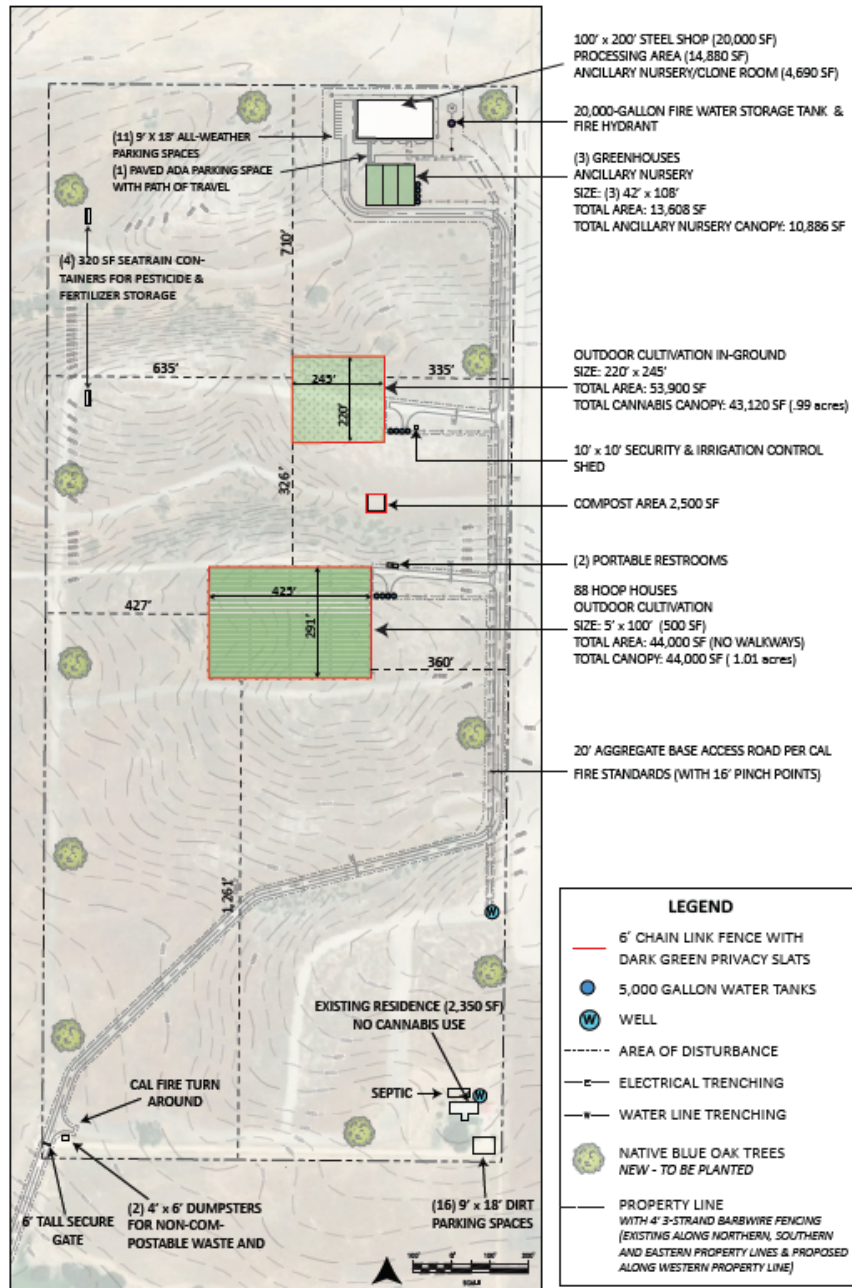 100' x 200' STEEL SHOP (20,000 SF)
PROCESSING AREA (14,880 SF)
ANCILLARY NURSERY/CLONE ROOM (4,690 SF)
20,000-GALLON FIRE WATER STORAGE TANK &
FIRE HYDRANT
(11) 9' X 18' ALL-WEATHER
PARKING SPACES
(1) PAVED ADA PARKING SPACE
WITH PATH OF TRAVEL
(3) GREENHOUSES
ANCILLARY NURSERY
SIZE: (3) 42' x 108'
TOTAL AREA: 13,608 SF
TOTAL ANCILLARY NURSERY CANOPY: 10,886 SF
710'
(4) 320 SF SEATRAIN CON-
TAINERS FOR PESTICIDE &
FERTILIZER STORAGE
635'
335'
245'
220'
OUTDOOR CULTIVATION IN-GROUND
SIZE: 220' x 245'
TOTAL AREA: 53,900 SF
TOTAL CANNABIS CANOPY: 43,120 SF (.99 acres)
10' x 10' SECURITY & IRRIGATION CONTROL
SHED
326'
COMPOST AREA 2,500 SF
(2) PORTABLE RESTROOMS
88 HOOP HOUSES
OUTDOOR CULTIVATION
SIZE: 5' x 100' (500 SF)
TOTAL AREA: 44,000 SF (NO WALKWAYS)
TOTAL CANOPY: 44,000 SF ( 1.01 acres)
427'
425'
291'
360'
20' AGGREGATE BASE ACCESS ROAD PER CAL
FIRE STANDARDS (WITH 16' PINCH POINTS)
1,261'
W
EXISTING RESIDENCE (2,350 SF)
NO CANNABIS USE
SEPTIC
W
CAL FIRE TURN
AROUND
6' TALL SECURE
GATE
(2) 4' x 6' DUMPSTERS
FOR NON-COM-
POSTABLE WASTE AND
(16) 9' x 18' DIRT
PARKING SPACES
100' 0' 100' 200'
SCALE
LEGEND
6' CHAIN LINK FENCE WITH
DARK GREEN PRIVACY SLATS
5,000 GALLON WATER TANKS
W WELL
AREA OF DISTURBANCE
E ELECTRICAL TRENCHING
W WATER LINE TRENCHING
NATIVE BLUE OAK TREES
NEW - TO BE PLANTED
PROPERTY LINE
WITH 4' 3-STRAND BARBWIRE FENCING
(EXISTING ALONG NORTHERN, SOUTHERN
AND EASTERN PROPERTY LINES & PROPOSED
ALONG WESTERN PROPERTY LINE)